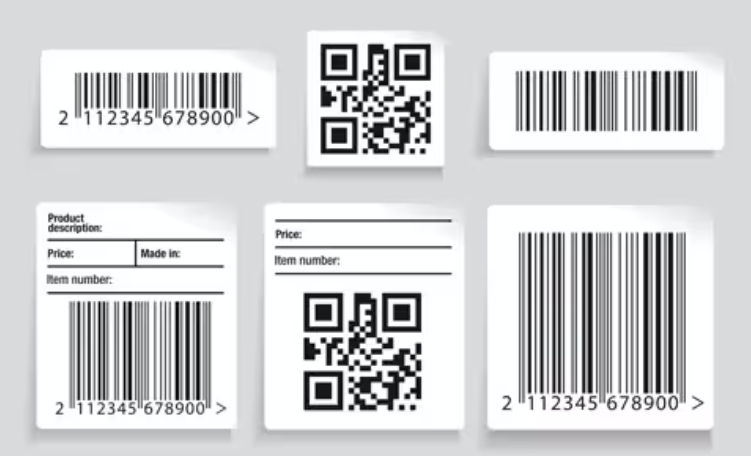 2 112345 678900 >
Product
description:
Price: Made in:
Item number:
2 112345 678900 >
Price:
Item number:
2 112345 678900 >